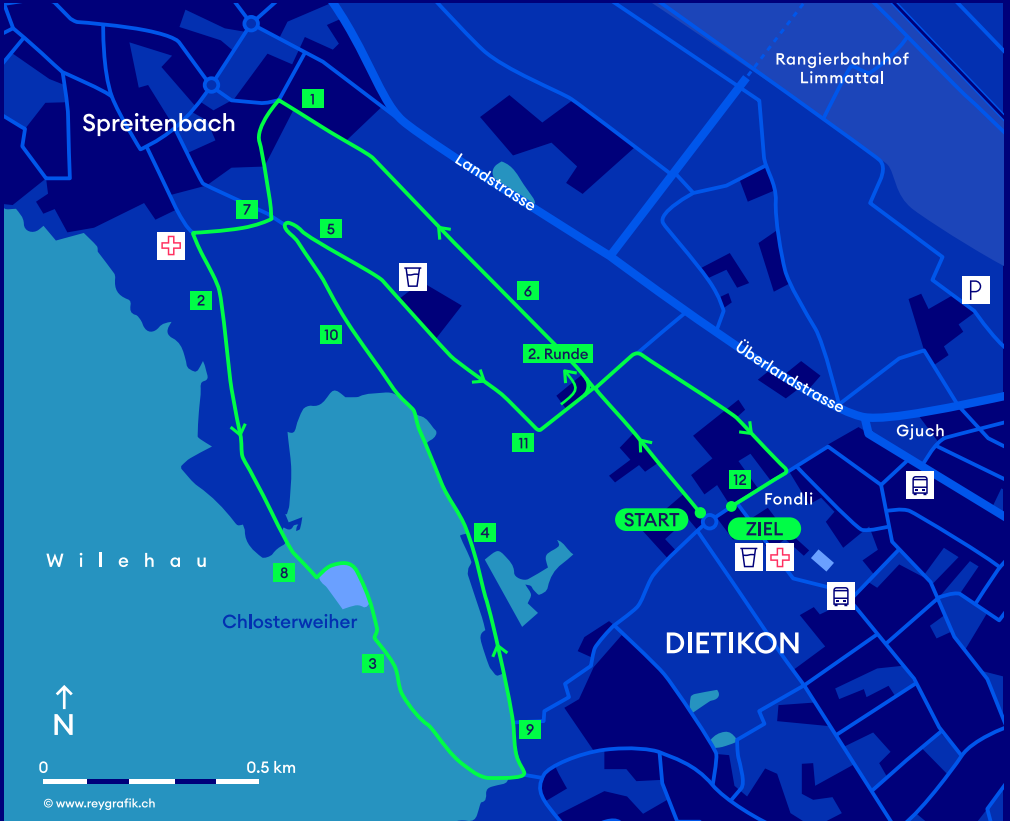 Rangierbahnhof
Limmattal
1
Spreitenbach
Landstrasse
7
5
2
6
P
10
2. Runde
Überlandstrasse
11
Gjuch
12
Fondli
START
ZIEL
4
Wilehau
8
Chlosterweiher
DIETIKON
3
N
9
0
0.5 km
© www.reygrafik.ch